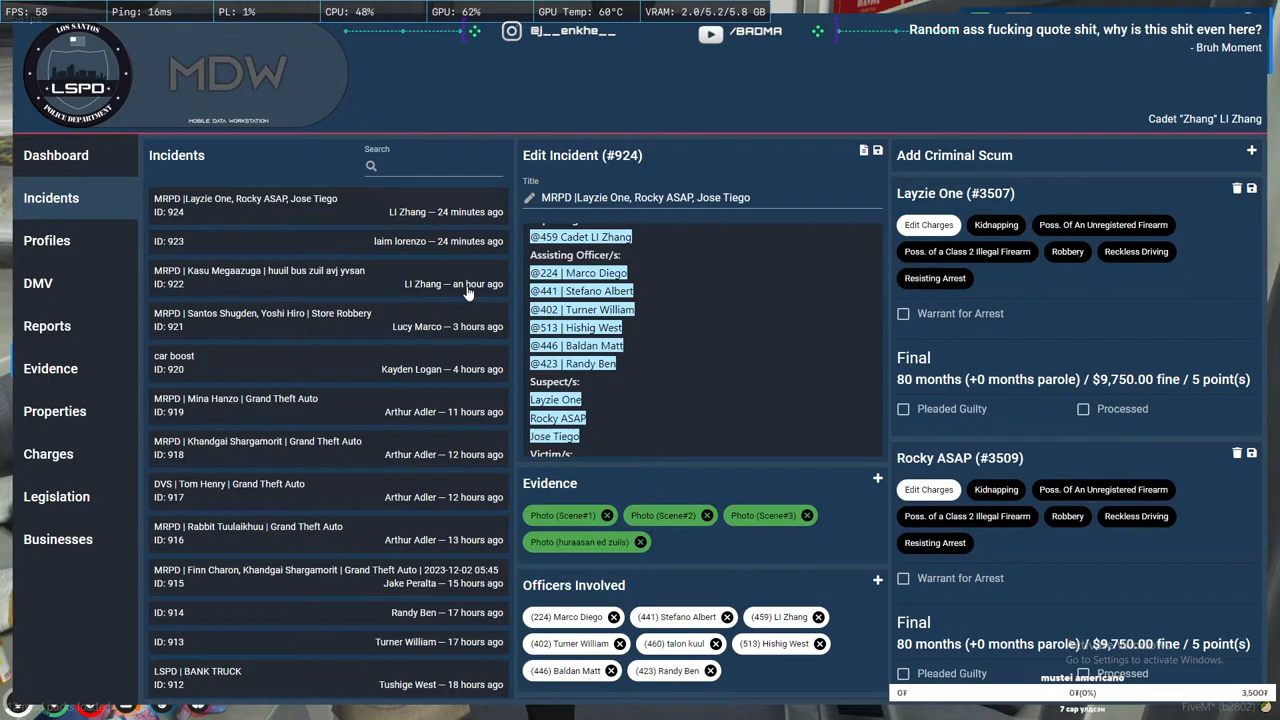 FPS: 58 Ping: 16ms PL: 1% CPU: 48% GPU: 62% GPU Temp: 60°C VRAM: 2.0/5.2/5.8 GB
@j__enkhe__ /BADMA
Random ass fucking quote shit, why is this shit even here?
- Bruh Moment
LOS SANTOS
LSPD
POLICE DEPARTMENT
MDW
MOBILE DATA WORKSTATION
Cadet "Zhang" LI Zhang
Dashboard
Incidents
Profiles
DMV
Reports
Evidence
Properties
Charges
Legislation
Businesses
Incidents
Search
MRPD |Layzie One, Rocky ASAP, Jose Tiego
ID: 924 LI Zhang — 24 minutes ago
ID: 923 laim lorenzo — 24 minutes ago
MRPD | Kasu Megaazuga | huuil bus zuil avj yvsan
ID: 922 LI Zhang — an hour ago
MRPD | Santos Shugden, Yoshi Hiro | Store Robbery
ID: 921 Lucy Marco — 3 hours ago
car boost
ID: 920 Kayden Logan — 4 hours ago
MRPD | Mina Hanzo | Grand Theft Auto
ID: 919 Arthur Adler — 11 hours ago
MRPD | Khandgai Shargamorit | Grand Theft Auto
ID: 918 Arthur Adler — 12 hours ago
DVS | Tom Henry | Grand Theft Auto
ID: 917 Arthur Adler — 12 hours ago
MRPD | Rabbit Tuulaikhuu | Grand Theft Auto
ID: 916 Arthur Adler — 13 hours ago
MRPD | Finn Charon, Khandgai Shargamorit | Grand Theft Auto | 2023-12-02 05:45
ID: 915 Jake Peralta — 15 hours ago
ID: 914 Randy Ben — 17 hours ago
ID: 913 Turner William — 17 hours ago
LSPD | BANK TRUCK
ID: 912 Tushige West — 18 hours ago
Edit Incident (#924)
Title
MRPD |Layzie One, Rocky ASAP, Jose Tiego
@459 Cadet LI Zhang
Assisting Officer/s:
@224 | Marco Diego
@441 | Stefano Albert
@402 | Turner William
@513 | Hishig West
@446 | Baldan Matt
@423 | Randy Ben
Suspect/s:
Layzie One
Rocky ASAP
Jose Tiego
Victim/s:
Evidence
Photo (Scene#1) Photo (Scene#2) Photo (Scene#3)
Photo (huraasan ed zuils)
Officers Involved
(224) Marco Diego (441) Stefano Albert (459) LI Zhang
(402) Turner William (460) talon kuul (513) Hishig West
(446) Baldan Matt (423) Randy Ben
Add Criminal Scum
Layzie One (#3507)
Edit Charges Kidnapping Poss. Of An Unregistered Firearm
Poss. of a Class 2 Illegal Firearm Robbery Reckless Driving
Resisting Arrest
Warrant for Arrest
Final
80 months (+0 months parole) / $9,750.00 fine / 5 point(s)
Pleaded Guilty Processed
Rocky ASAP (#3509)
Edit Charges Kidnapping Poss. Of An Unregistered Firearm
Poss. of a Class 2 Illegal Firearm Robbery Reckless Driving
Resisting Arrest
Warrant for Arrest
Final
80 months (+0 months parole) / $9,750.00 fine / 5 point(s)
Go to Settings to activate Windows.
Pleaded Guilty Processed
mustei americano
0₮ 0₮(0%) 3,500₮
7 сар үлдсэн
FiveM* (b2802)